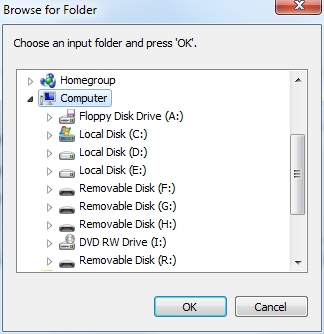 Browse for Folder
Choose an input folder and press 'OK'.
Homegroup
Computer
Floppy Disk Drive (A:)
Local Disk (C:)
Local Disk (D:)
Local Disk (E:)
Removable Disk (F:)
Removable Disk (G:)
Removable Disk (H:)
DVD RW Drive (I:)
Removable Disk (R:)
OK
Cancel